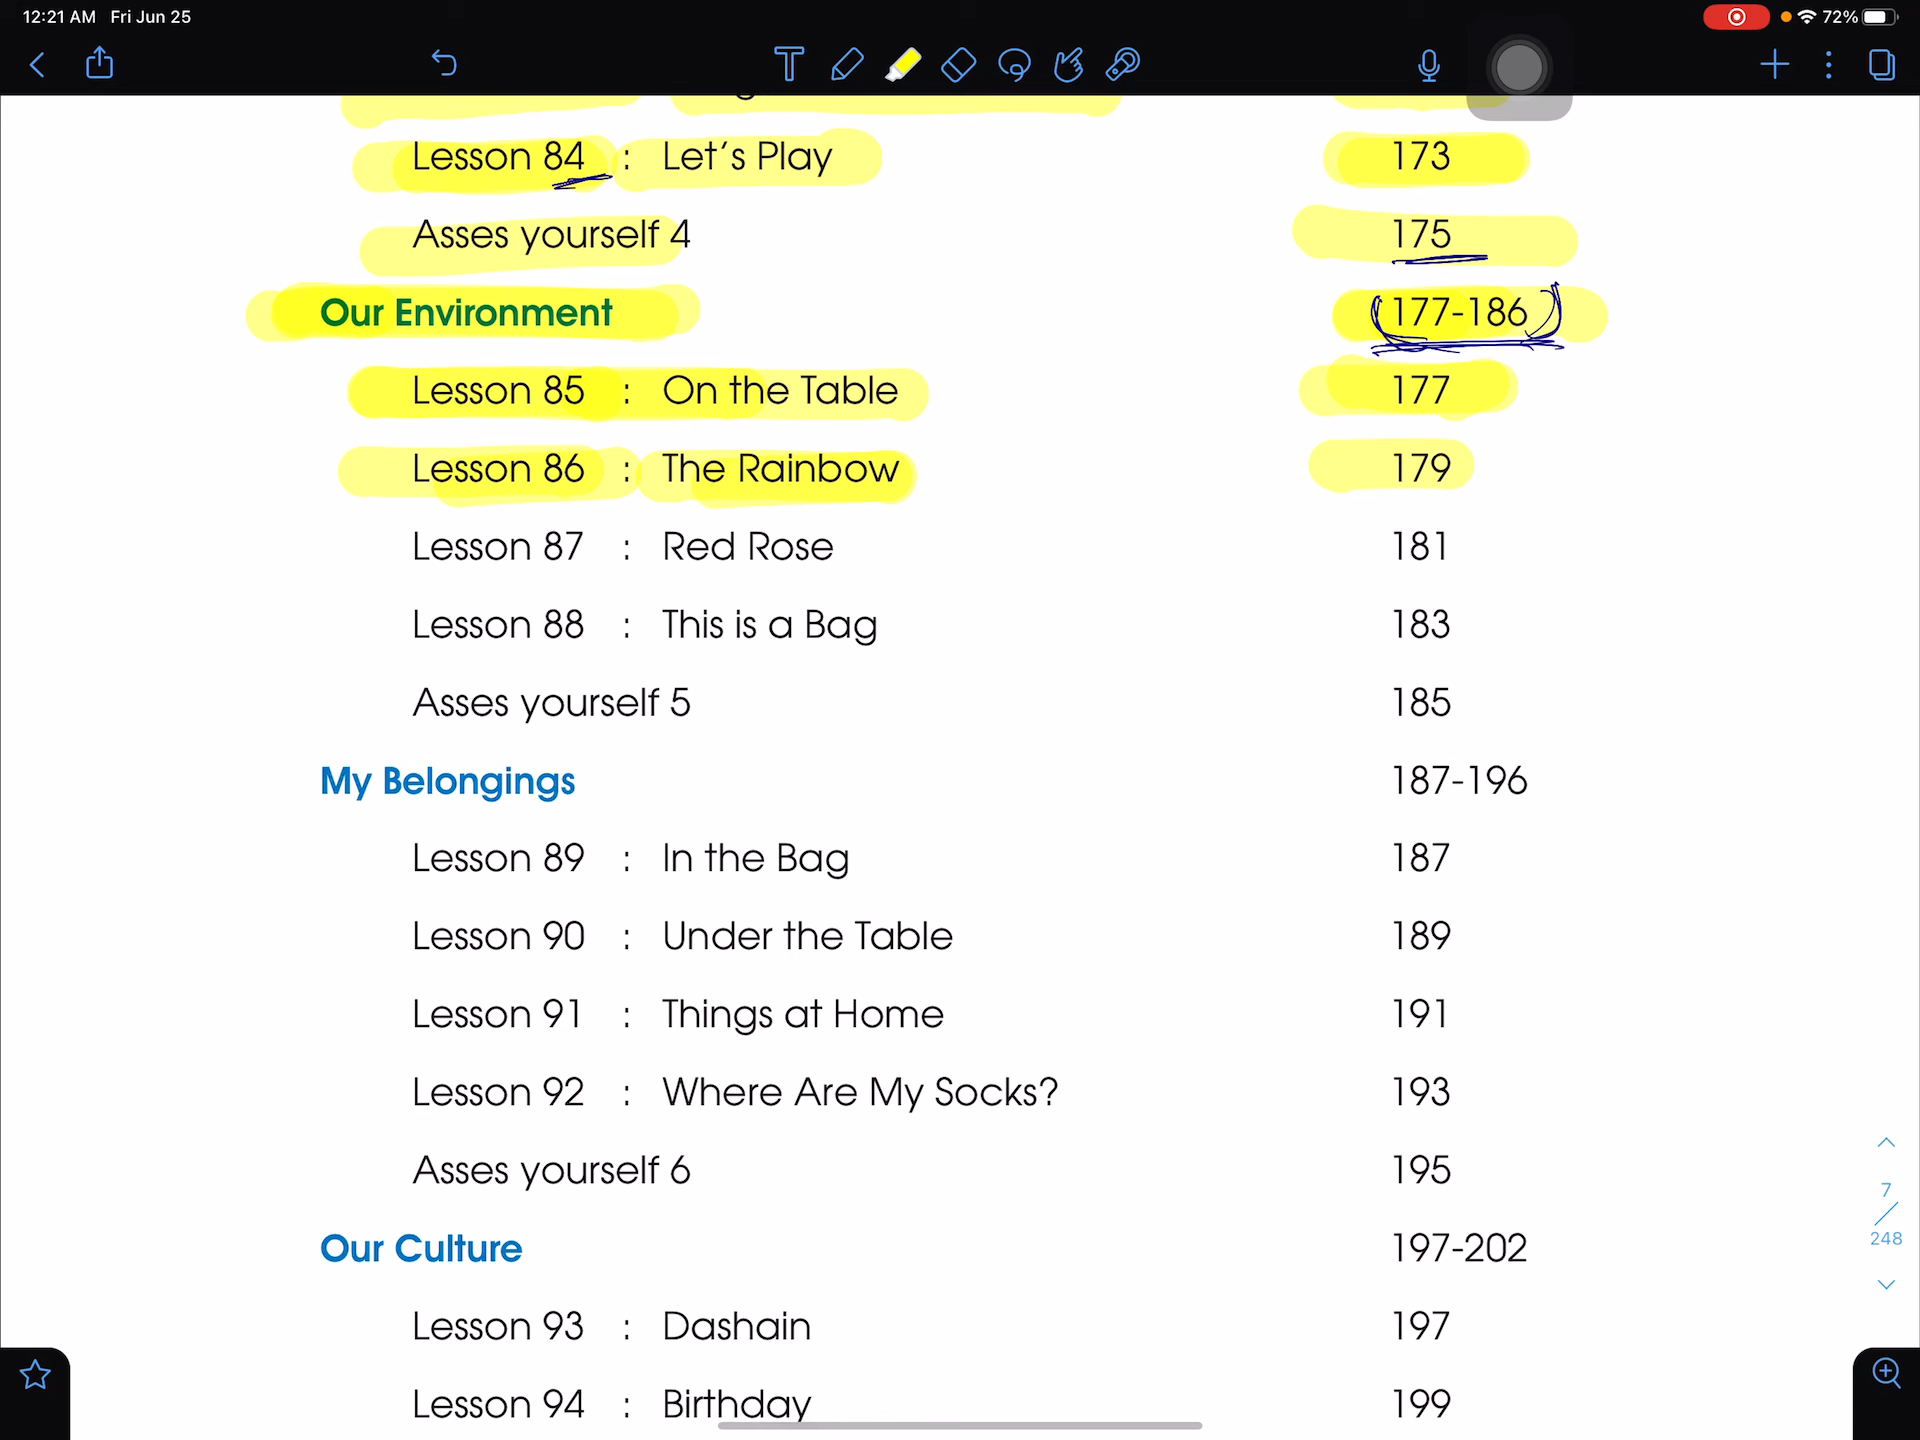 12:21 AM Fri Jun 25 72%
Lesson 84 : Let's Play 173
Asses yourself 4 175
Our Environment 177-186
Lesson 85 : On the Table 177
Lesson 86 : The Rainbow 179
Lesson 87 : Red Rose 181
Lesson 88 : This is a Bag 183
Asses yourself 5 185
My Belongings 187-196
Lesson 89 : In the Bag 187
Lesson 90 : Under the Table 189
Lesson 91 : Things at Home 191
Lesson 92 : Where Are My Socks? 193
Asses yourself 6 195
7
/
248
Our Culture 197-202
Lesson 93 : Dashain 197
Lesson 94 : Birthday 199